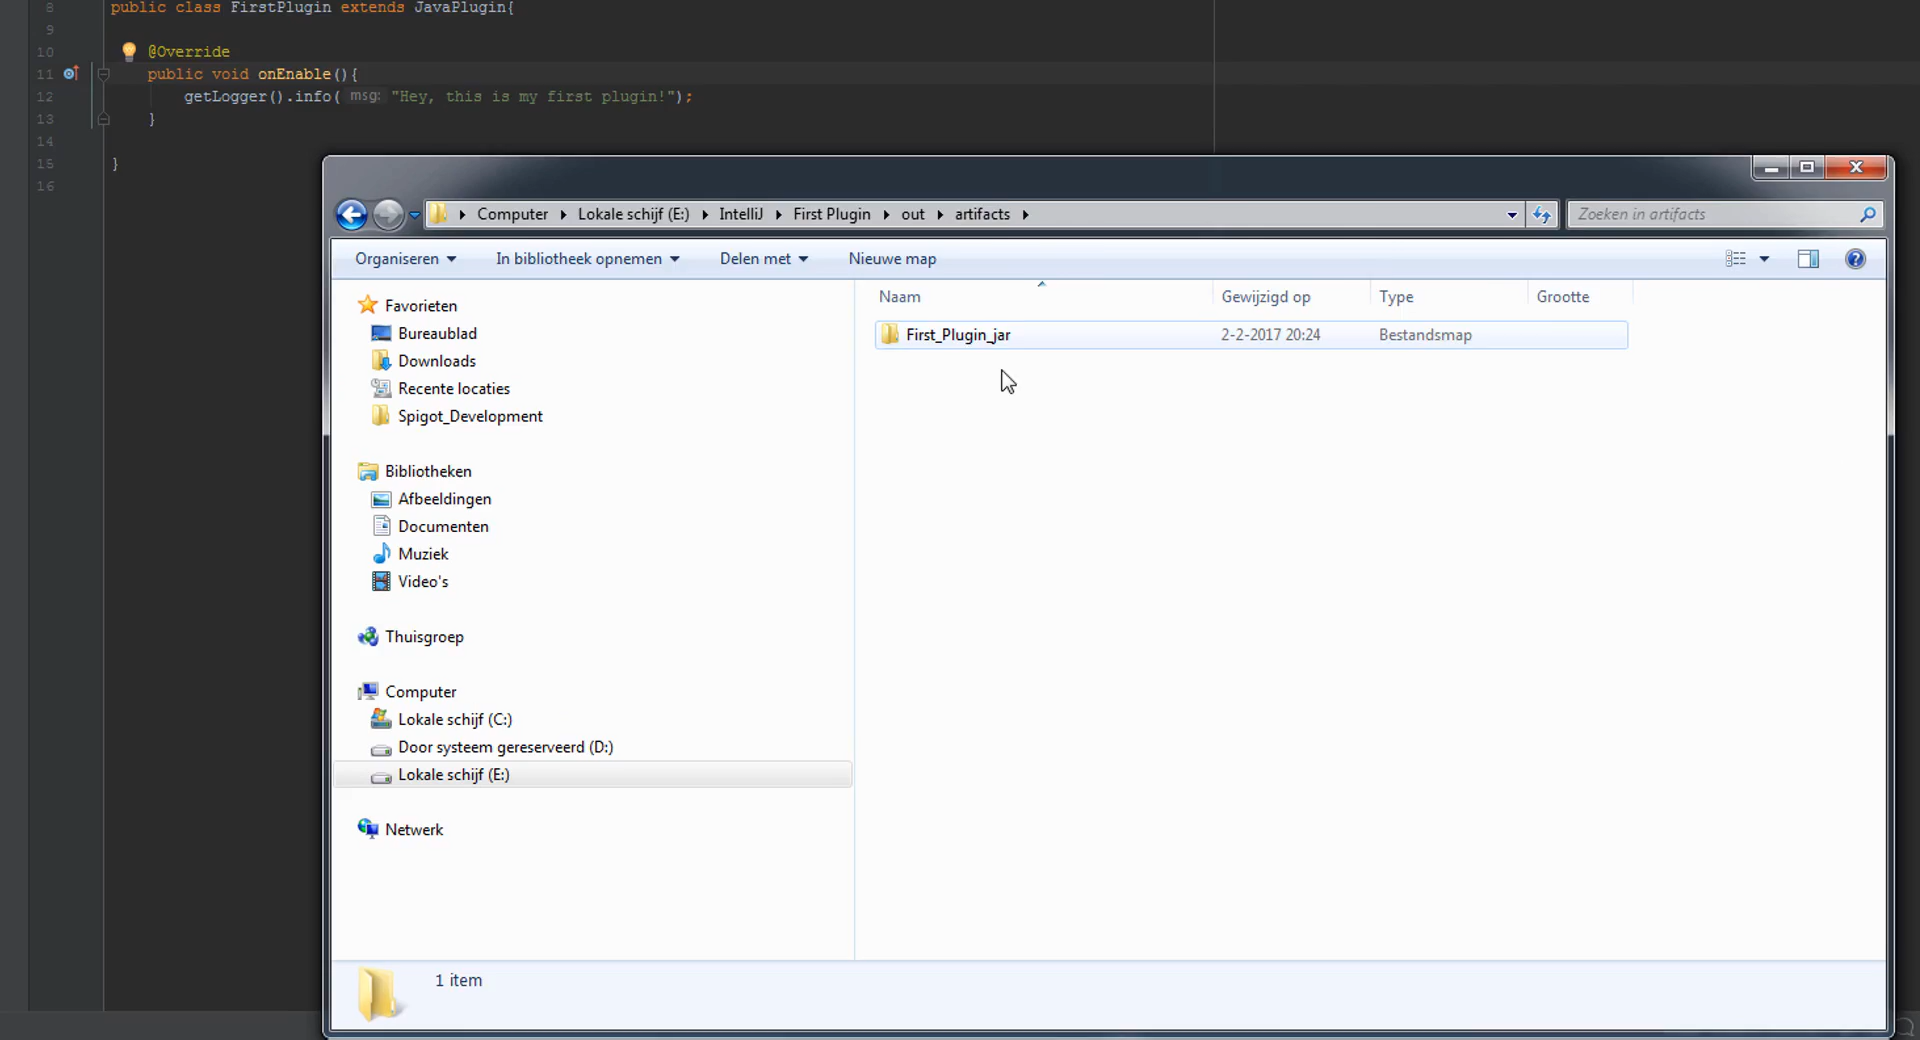 8 public class FirstPlugin extends JavaPlugin{
9
10 @Override
11 public void onEnable(){
12 getLogger().info( msg: "Hey, this is my first plugin!");
13 }
14
15 }
16
Computer Lokale schijf (E:) IntelliJ First Plugin out artifacts
Zoeken in artifacts
Organiseren In bibliotheek opnemen Delen met Nieuwe map
Favorieten
Bureaublad
Downloads
Recente locaties
Spigot_Development
Bibliotheken
Afbeeldingen
Documenten
Muziek
Video's
Thuisgroep
Computer
Lokale schijf (C:)
Door systeem gereserveerd (D:)
Lokale schijf (E:)
Netwerk
Naam Gewijzigd op Type Grootte
First_Plugin_jar 2-2-2017 20:24 Bestandsmap
1 item